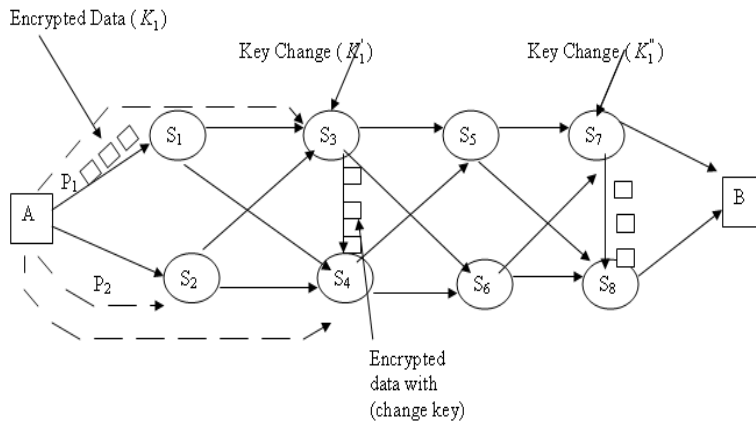 Encrypted Data ( K₁ )
Key Change ( K₁' )
Key Change ( K₁'' )
S₁
S₃
S₅
S₇
P₁
A
B
P₂
S₂
S₄
S₆
S₈
Encrypted
data with
(change key)